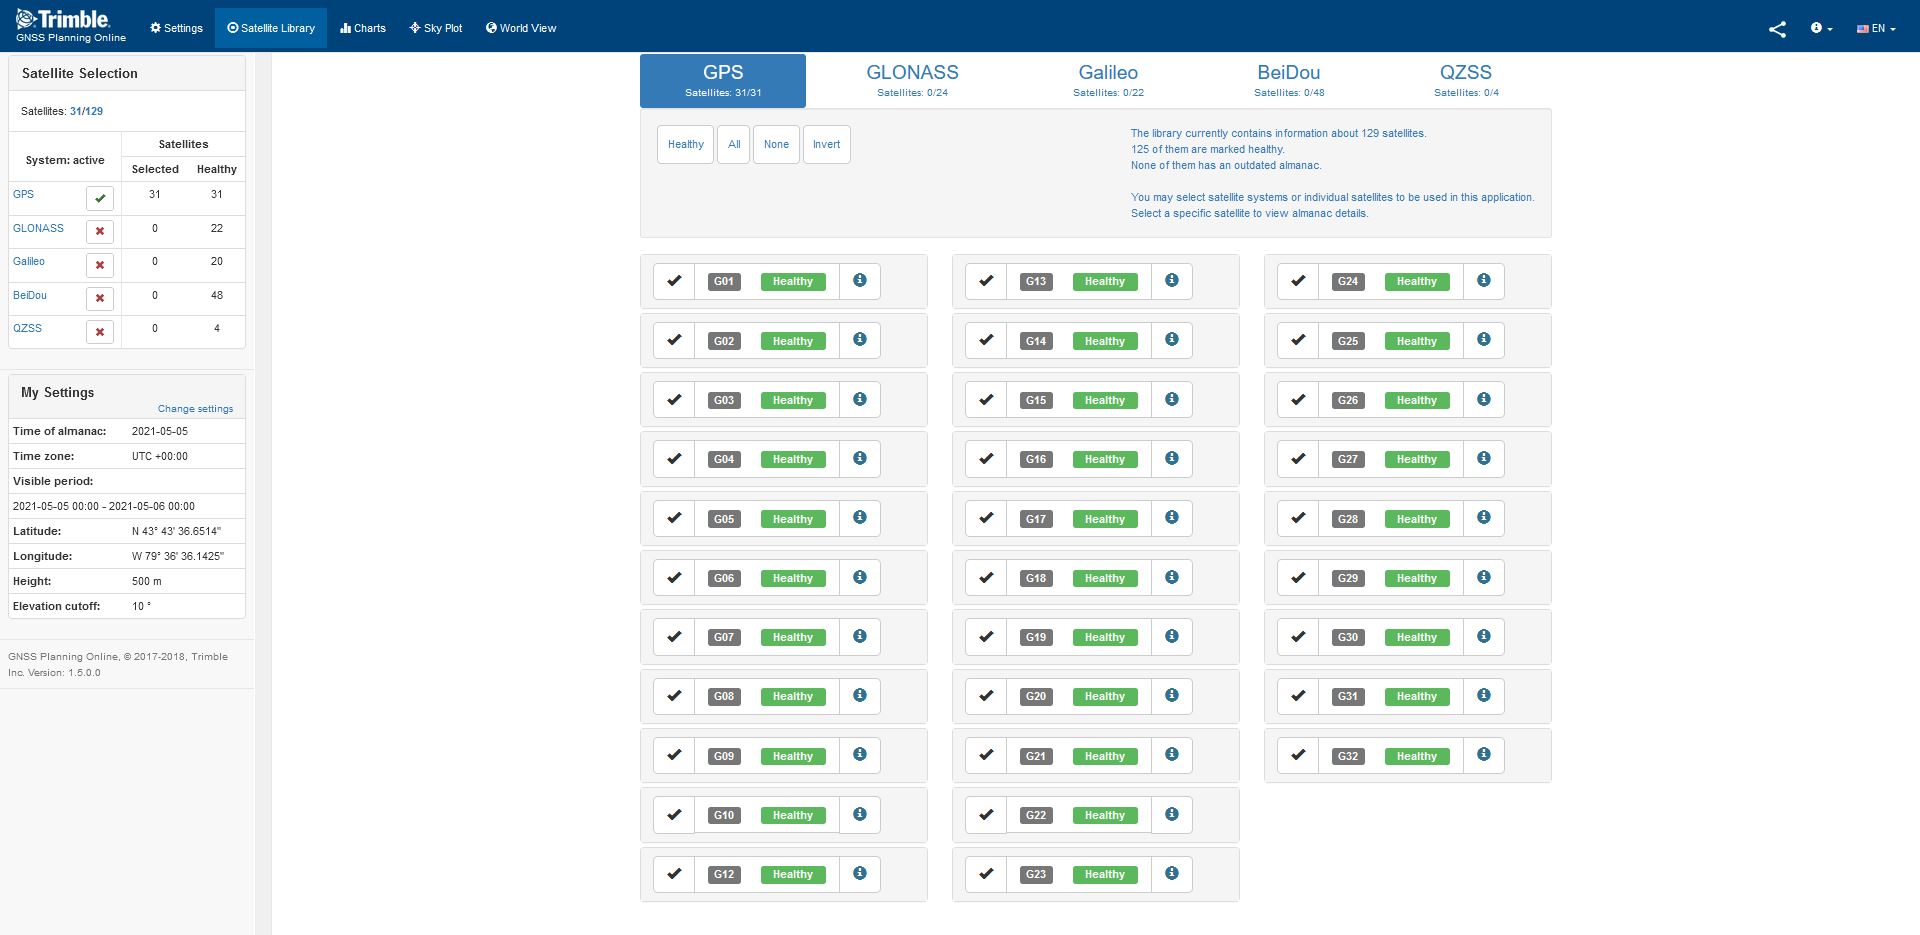 Trimble.
GNSS Planning Online
Settings
Satellite Library
Charts
Sky Plot
World View
EN
Satellite Selection
Satellites: 31/129
System: active
Satellites
Selected Healthy
GPS 31 31
GLONASS 0 22
Galileo 0 20
BeiDou 0 48
QZSS 0 4
My Settings
Change settings
Time of almanac: 2021-05-05
Time zone: UTC +00:00
Visible period:
2021-05-05 00:00 - 2021-05-06 00:00
Latitude: N 43° 43' 36.6514"
Longitude: W 79° 36' 36.1425"
Height: 500 m
Elevation cutoff: 10 °
GNSS Planning Online, © 2017-2018, Trimble
Inc. Version: 1.5.0.0
GPS
Satellites: 31/31
GLONASS
Satellites: 0/24
Galileo
Satellites: 0/22
BeiDou
Satellites: 0/48
QZSS
Satellites: 0/4
Healthy All None Invert
The library currently contains information about 129 satellites.
125 of them are marked healthy.
None of them has an outdated almanac.
You may select satellite systems or individual satellites to be used in this application.
Select a specific satellite to view almanac details.
G01 Healthy
G02 Healthy
G03 Healthy
G04 Healthy
G05 Healthy
G06 Healthy
G07 Healthy
G08 Healthy
G09 Healthy
G10 Healthy
G12 Healthy
G13 Healthy
G14 Healthy
G15 Healthy
G16 Healthy
G17 Healthy
G18 Healthy
G19 Healthy
G20 Healthy
G21 Healthy
G22 Healthy
G23 Healthy
G24 Healthy
G25 Healthy
G26 Healthy
G27 Healthy
G28 Healthy
G29 Healthy
G30 Healthy
G31 Healthy
G32 Healthy